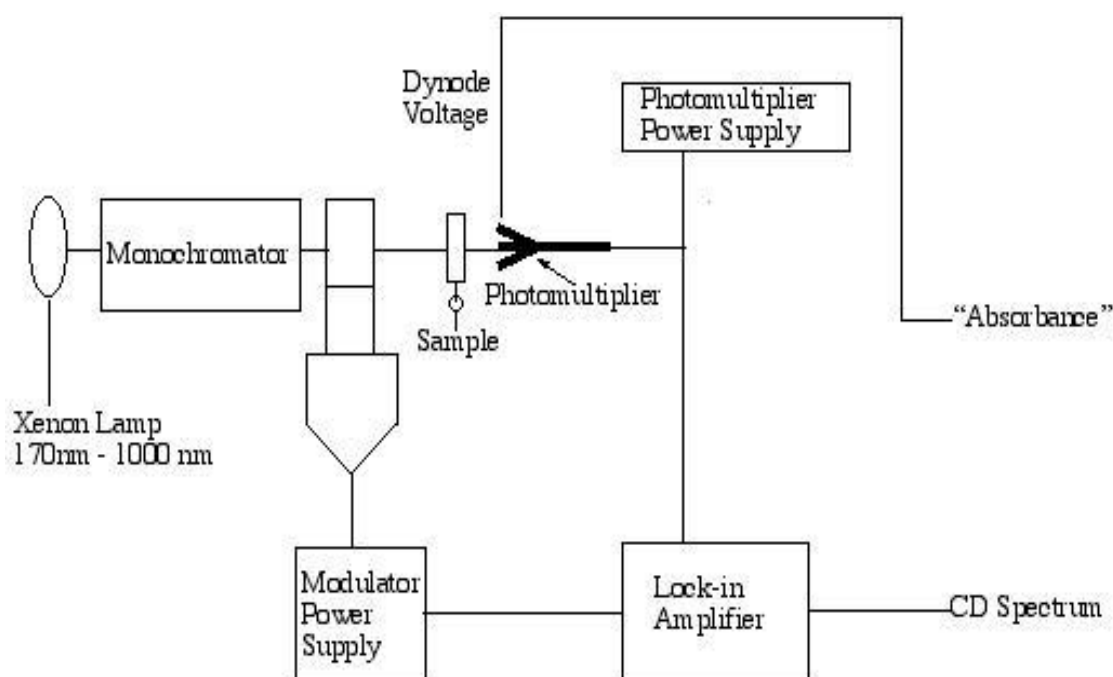 Dynode
Voltage
Photomultiplier
Power Supply
Monochromator
Photomultiplier
Sample
“Absorbance”
Xenon Lamp
170nm - 1000 nm
Modulator
Power
Supply
Lock-in
Amplifier
CD Spectrum